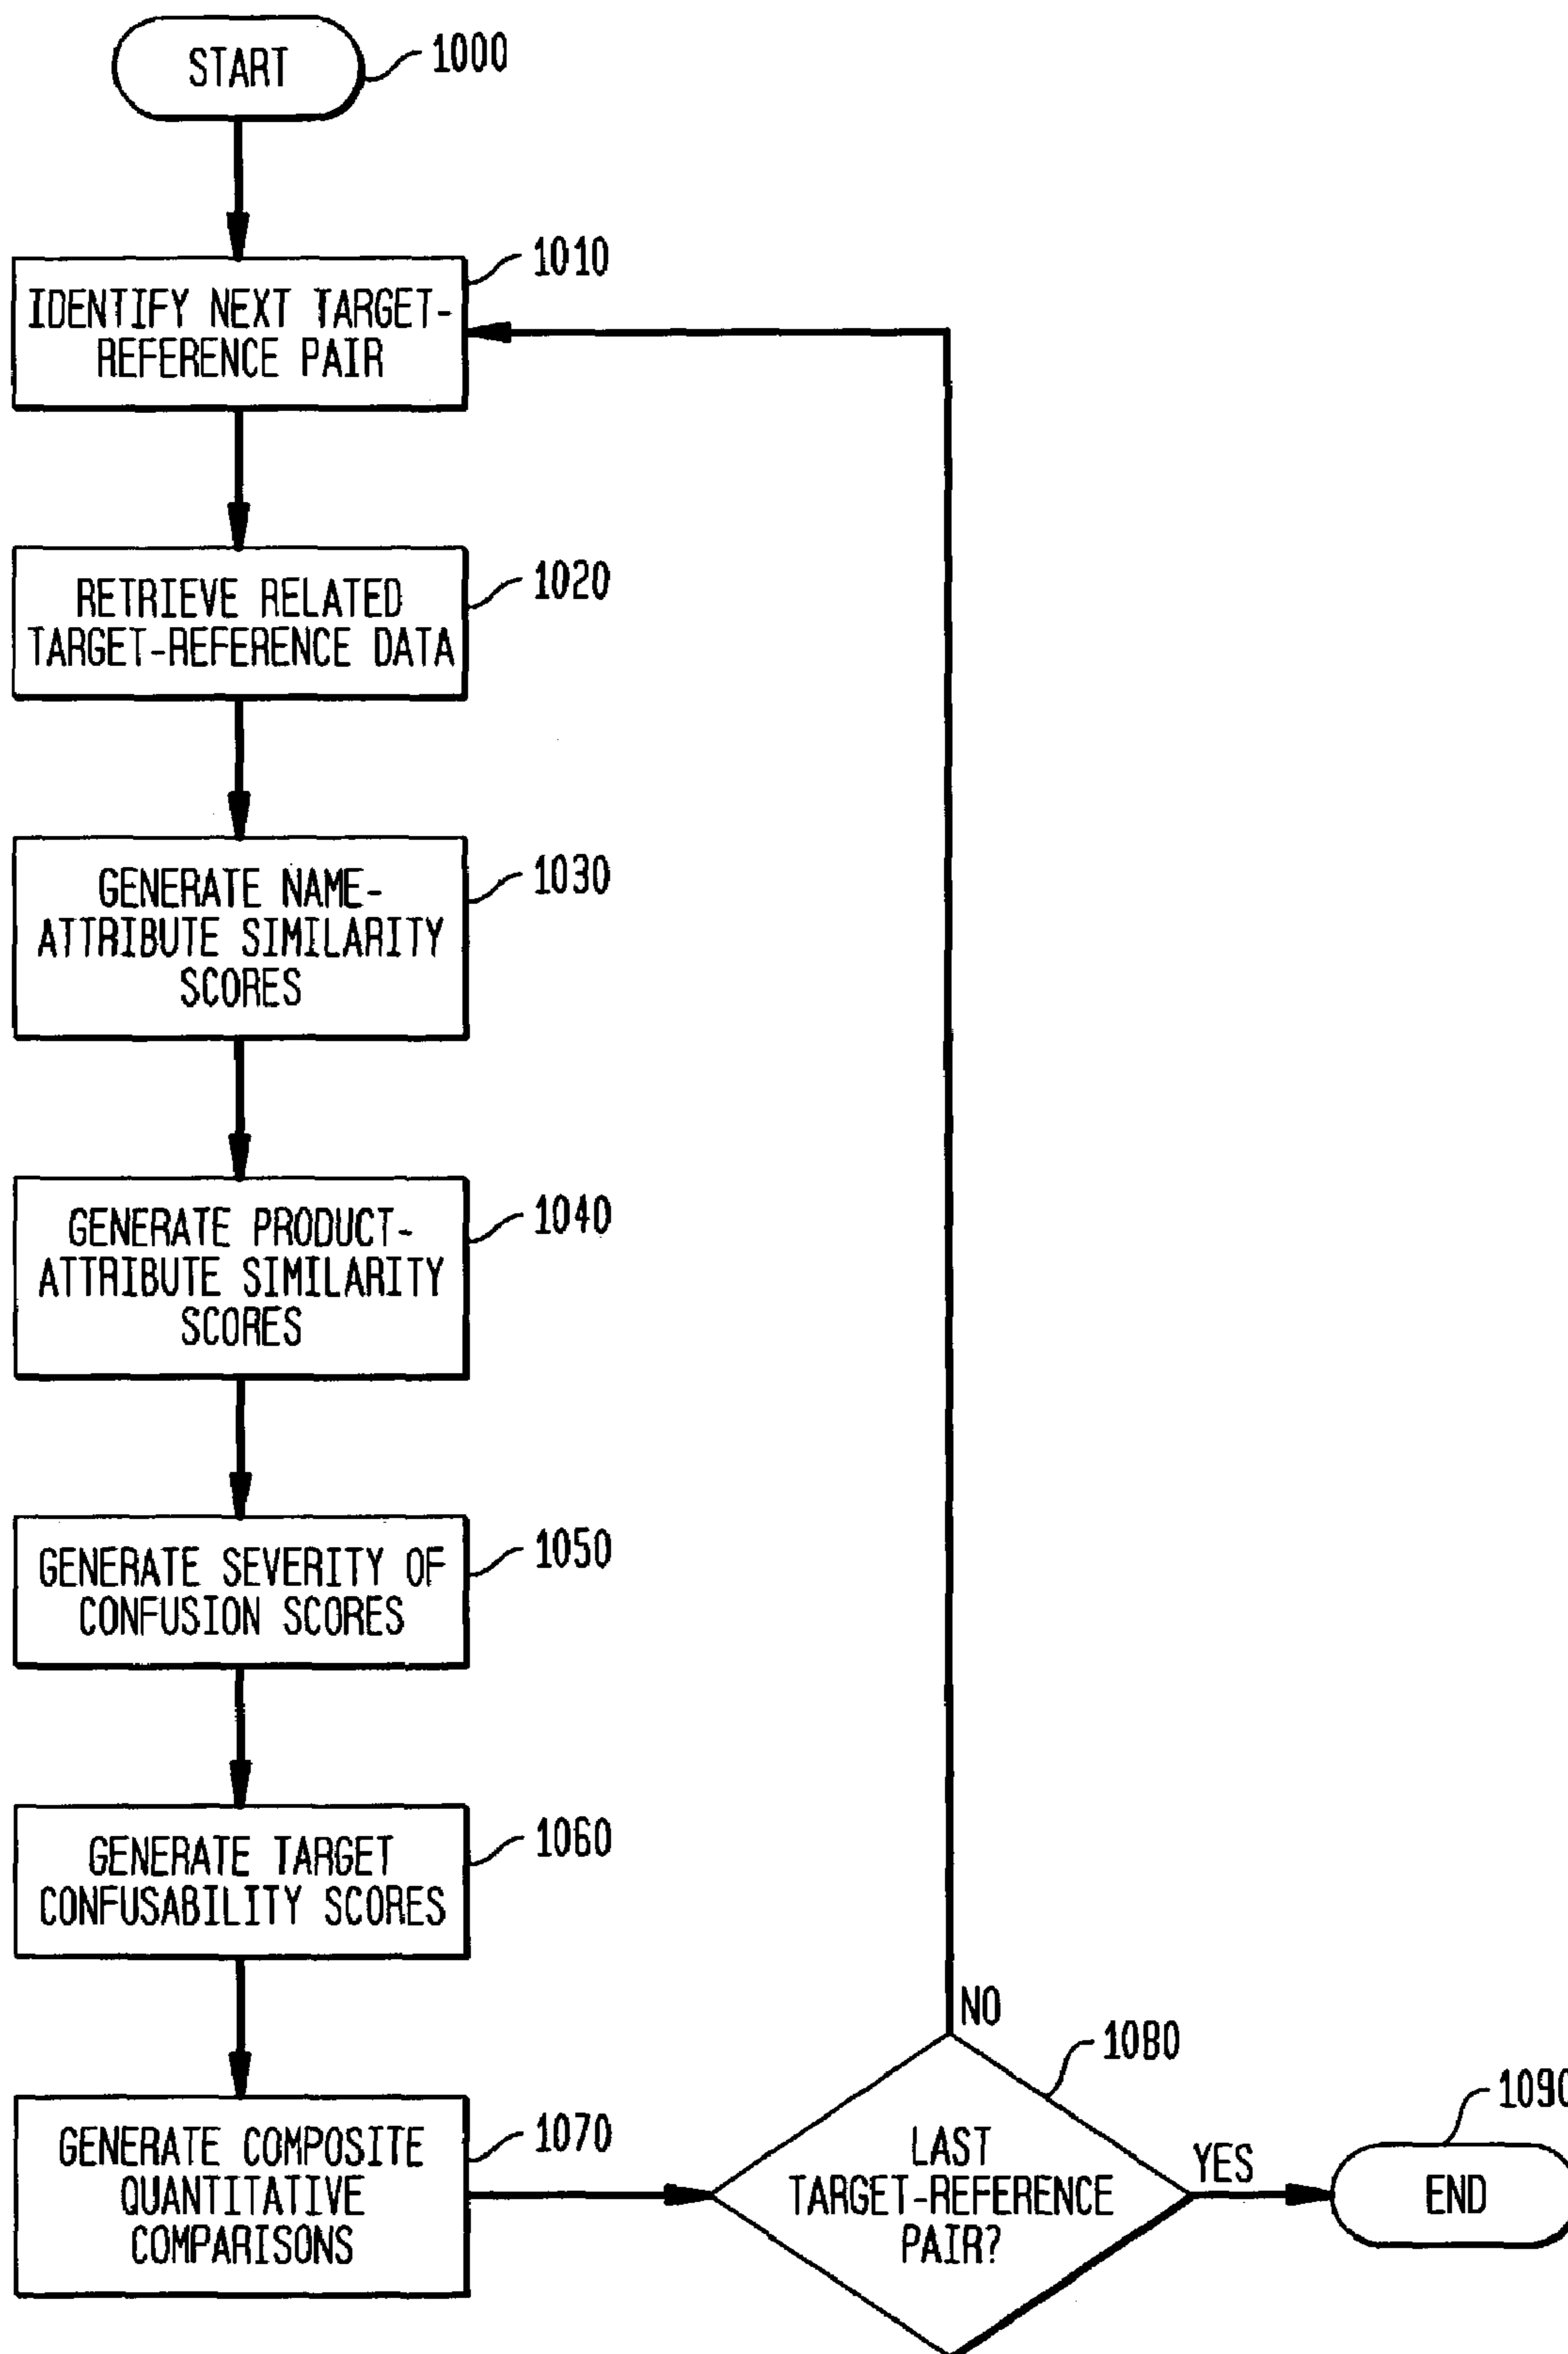 START
1000
1010
IDENTIFY NEXT TARGET-
REFERENCE PAIR
1020
RETRIEVE RELATED
TARGET-REFERENCE DATA
1030
GENERATE NAME-
ATTRIBUTE SIMILARITY
SCORES
1040
GENERATE PRODUCT-
ATTRIBUTE SIMILARITY
SCORES
1050
GENERATE SEVERITY OF
CONFUSION SCORES
1060
GENERATE TARGET
CONFUSABILITY SCORES
1070
GENERATE COMPOSITE
QUANTITATIVE
COMPARISONS
NO
1080
LAST
TARGET-REFERENCE
PAIR?
YES
1090
END